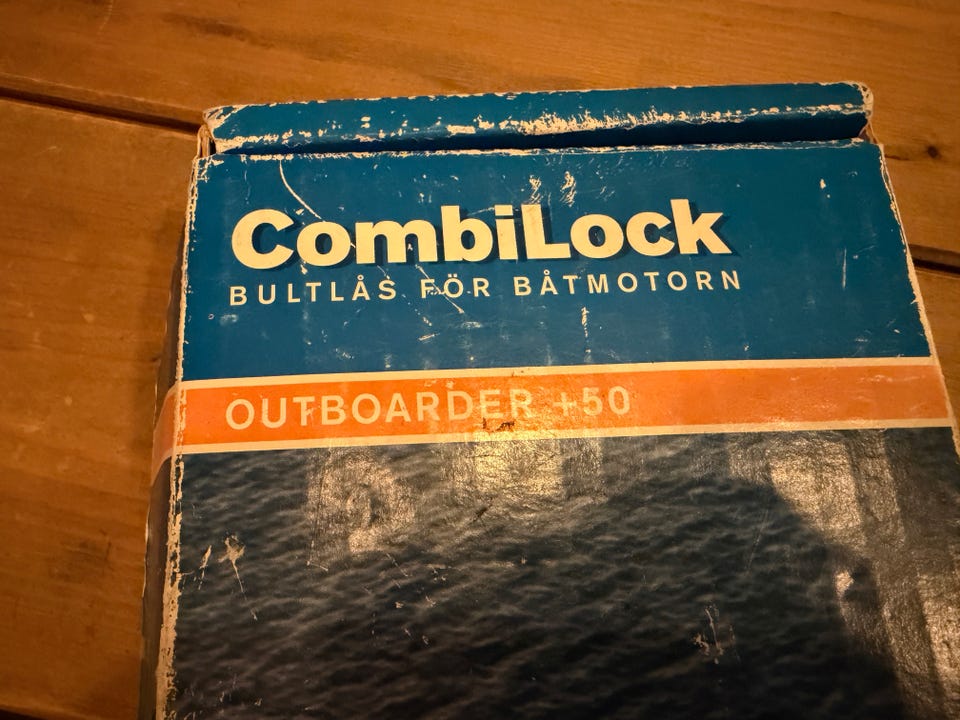 CombiLock
BULTLÅS FÖR BÅTMOTORN
OUTBOARDER +50